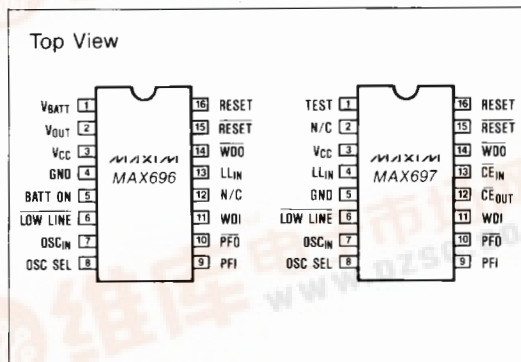 Top View
VBATT 1
VOUT 2
VCC 3
GND 4
BATT ON 5
LOW LINE 6
OSCIN 7
OSC SEL 8
MAXIM
MAX696
16 RESET
15 RESET
14 WDO
13 LLIN
12 N/C
11 WDI
10 PFO
9 PFI
TEST 1
N/C 2
VCC 3
LLIN 4
GND 5
LOW LINE 6
OSCIN 7
OSC SEL 8
MAXIM
MAX697
16 RESET
15 RESET
14 WDO
13 CEIN
12 CEOUT
11 WDI
10 PFO
9 PFI